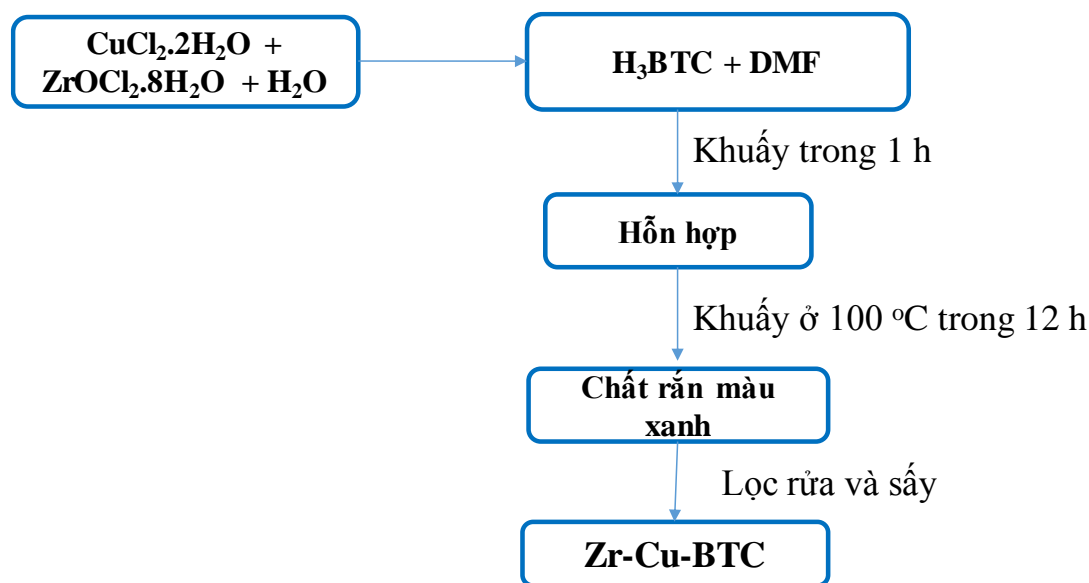 CuCl₂.2H₂O +
ZrOCl₂.8H₂O + H₂O
H₃BTC + DMF
Khuấy trong 1 h
Hỗn hợp
Khuấy ở 100 ᵒC trong 12 h
Chất rắn màu
xanh
Lọc rửa và sấy
Zr-Cu-BTC